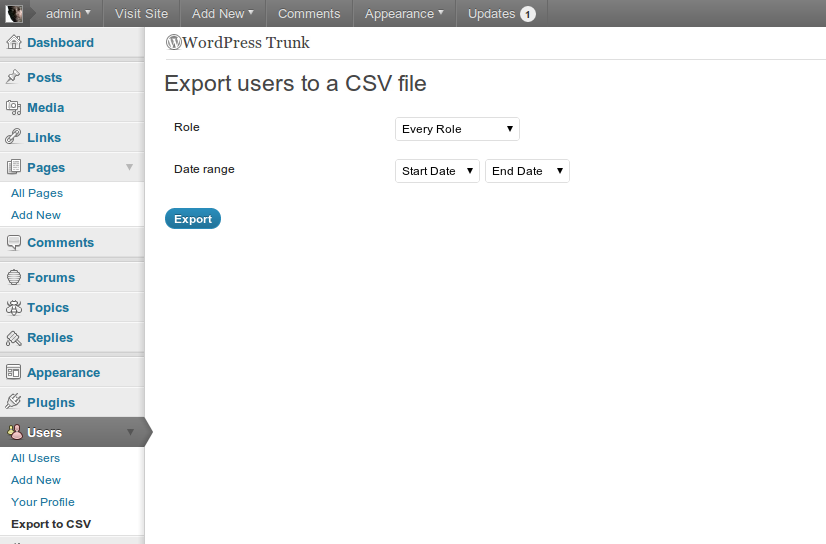 admin Visit Site Add New Comments Appearance Updates 1
WordPress Trunk
Dashboard
Posts
Media
Links
Pages
All Pages
Add New
Comments
Forums
Topics
Replies
Appearance
Plugins
Users
All Users
Add New
Your Profile
Export to CSV
Export users to a CSV file
Role Every Role
Date range Start Date End Date
Export